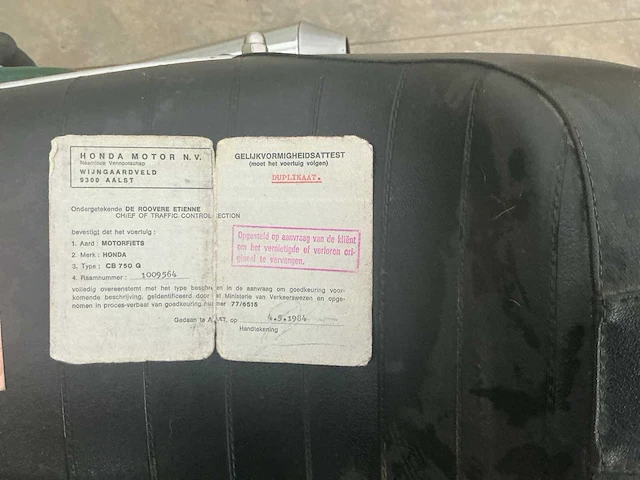 HONDA MOTOR N.V.
Naamloze Vennootschap
WIJNGAARDVELD
9300 AALST
GELIJKVORMIGHEIDSATTEST
(moet het voertuig volgen)
DUPLIKAAT.
Ondergetekende DE ROOVERE ETIENNE
CHIEF OF TRAFFIC CONTROL SECTION
bevestigt dat het voertuig :
1. Aard : MOTORFIETS
2. Merk : HONDA
3. Type : CB 750 G
4. Raamnummer : 1009564
Opgesteld op aanvraag van de kliënt
om het vernietigde of verloren ori-
gineel te vervangen.
volledig overeenstemt met het type beschreven in de aanvraag om goedkeuring voor-
komende beschrijving, geïdentificeerd door het Ministerie van Verkeerswezen en opge-
nomen in proces-verbaal van goedkeuring nummer 77/6515
Gedaan te AALST, op 4.5.1984
Handtekening